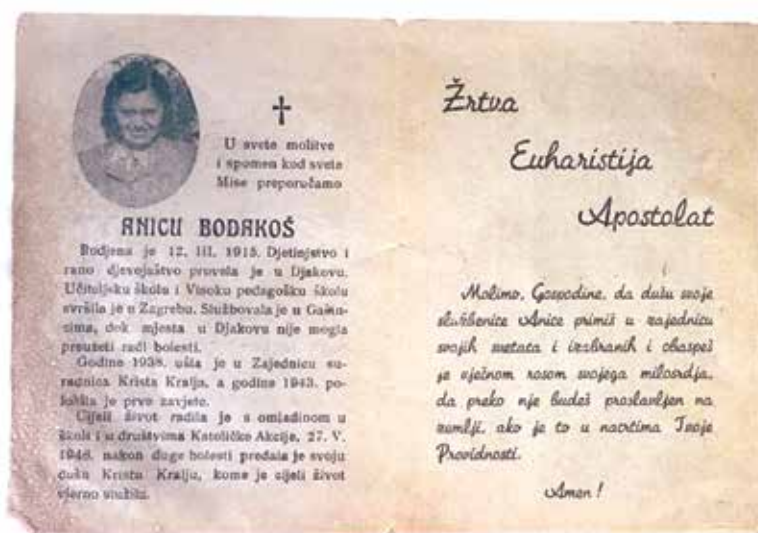 †
U svete molitve
i spomen kod svete
Mise preporučamo
ANICU BODAKOŠ
Rodjena je 12. III. 1915. Djetinjstvo i
rano djevojaštvo provela je u Djakovu.
Učiteljsku školu i Visoku pedagošku školu
svršila je u Zagrebu. Službovala je u Gašin-
cima, dok mjesta u Djakovu nije mogla
preuzeti radi bolesti.
Godine 1938. ušla je u Zajednicu su-
radnica Krista Kralja, a godine 1943. po-
ložila je prve zavjete.
Cijeli život radila je s omladinom u
školi i u društvima Katoličke Akcije. 27. V.
1946. nakon duge bolesti predala je svoju
dušu Kristu Kralju, kome je cijeli život
vjerno služila.
Žrtva
Euharistija
Apostolat
Molimo, Gospodine, da dušu svoje
službenice Anice primiš u zajednicu
svojih svetata i izabranih i obaspeš
je vječnom rosom svojega milosrdja,
da preko nje budeš proslavljen na
zemlji, ako je to u nacrtima Tvoje
Providnosti.
Amen!